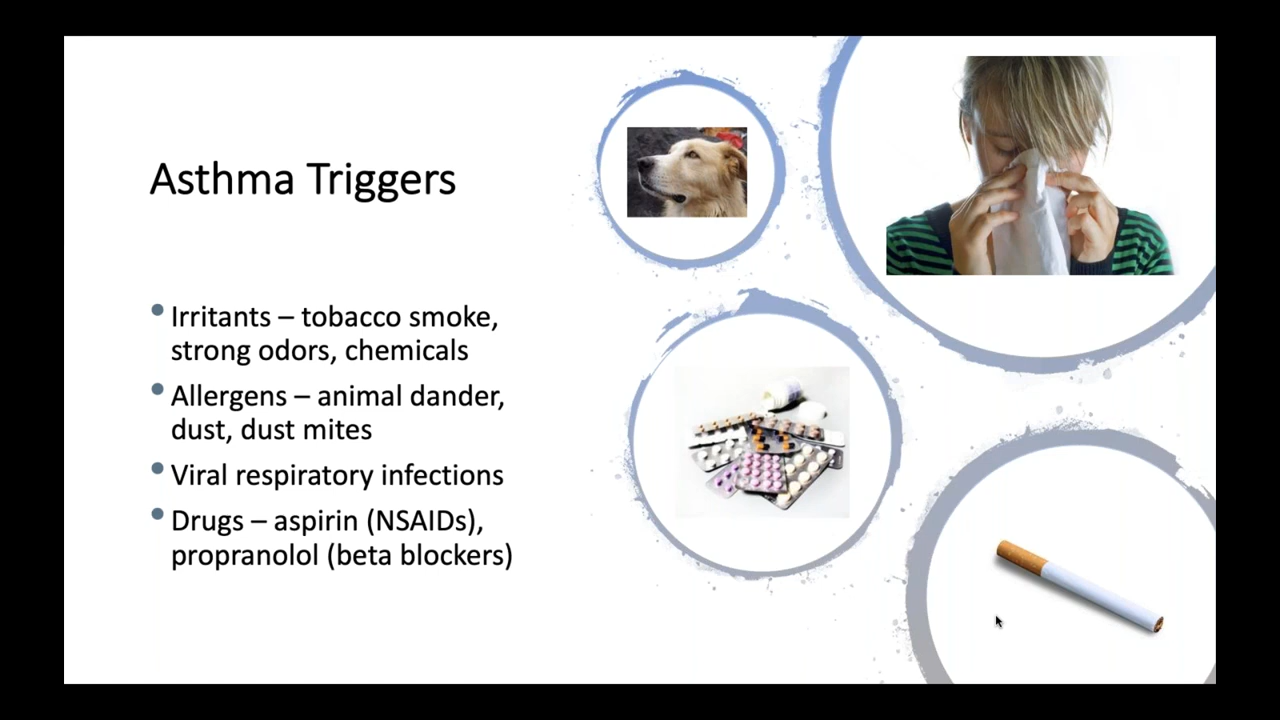 Asthma Triggers
• Irritants – tobacco smoke,
strong odors, chemicals
• Allergens – animal dander,
dust, dust mites
• Viral respiratory infections
• Drugs – aspirin (NSAIDs),
propranolol (beta blockers)